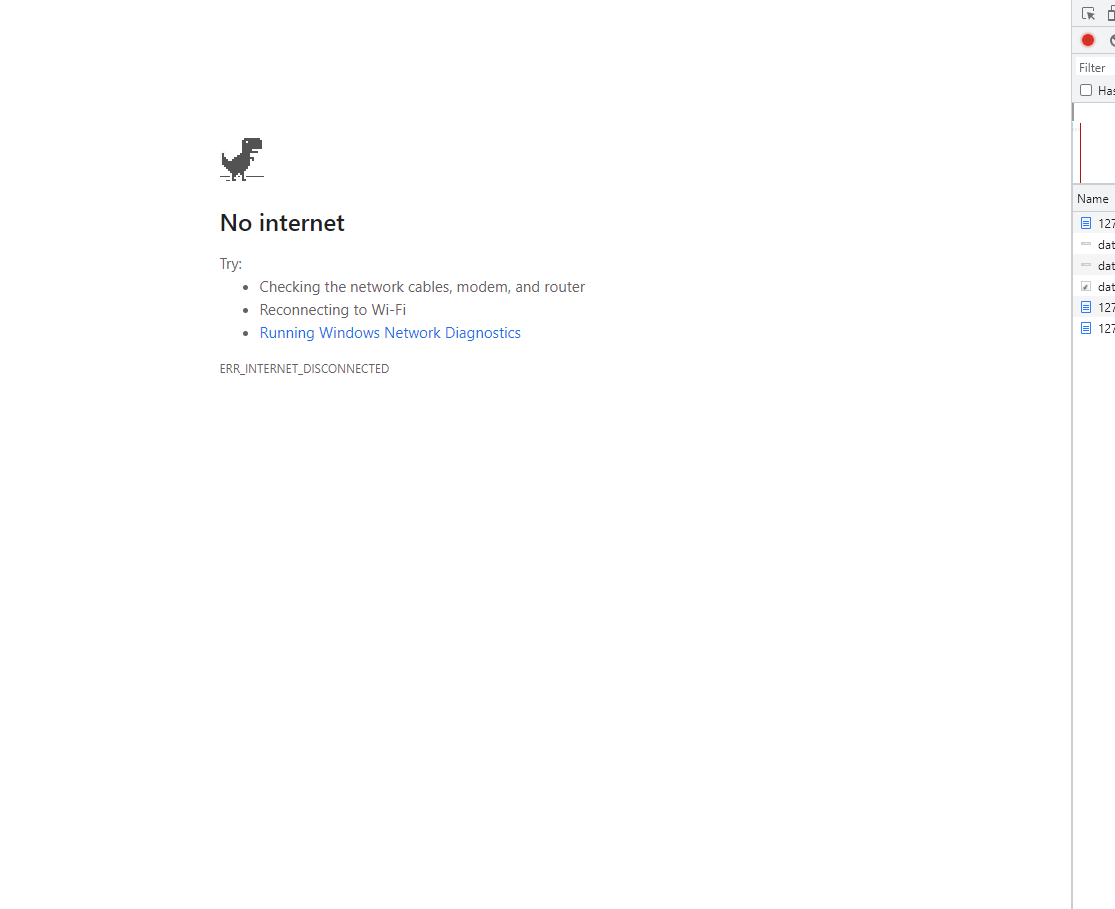 No internet
Try:
Checking the network cables, modem, and router
Reconnecting to Wi-Fi
Running Windows Network Diagnostics
ERR_INTERNET_DISCONNECTED
Filter
Has
Name
127
dat
dat
dat
127
127